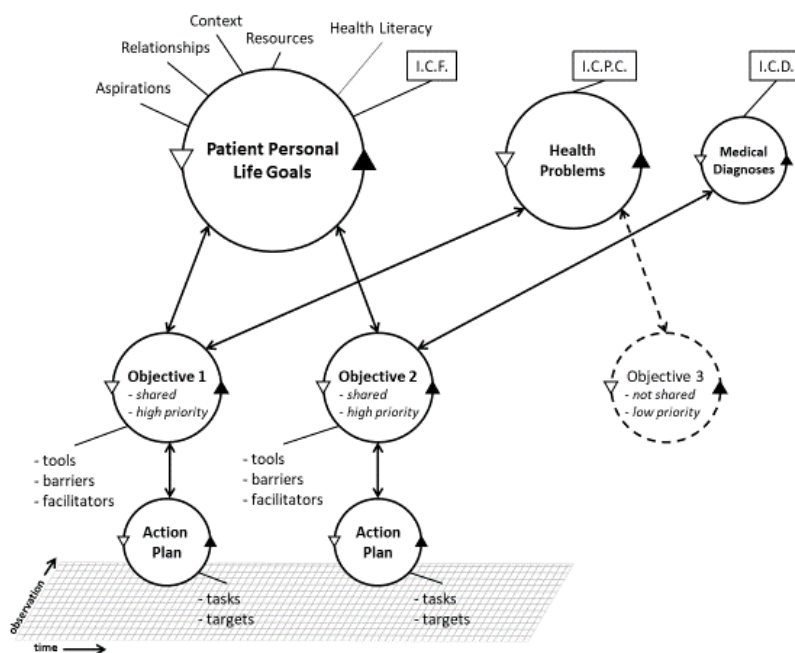 Context
Resources
Health Literacy
Relationships
Aspirations
I.C.F.
I.C.P.C.
I.C.D.
Patient Personal
Life Goals
Health
Problems
Medical
Diagnoses
Objective 1
- shared
- high priority
Objective 2
- shared
- high priority
Objective 3
- not shared
- low priority
- tools
- barriers
- facilitators
- tools
- barriers
- facilitators
Action
Plan
Action
Plan
- tasks
- targets
- tasks
- targets
observation
time